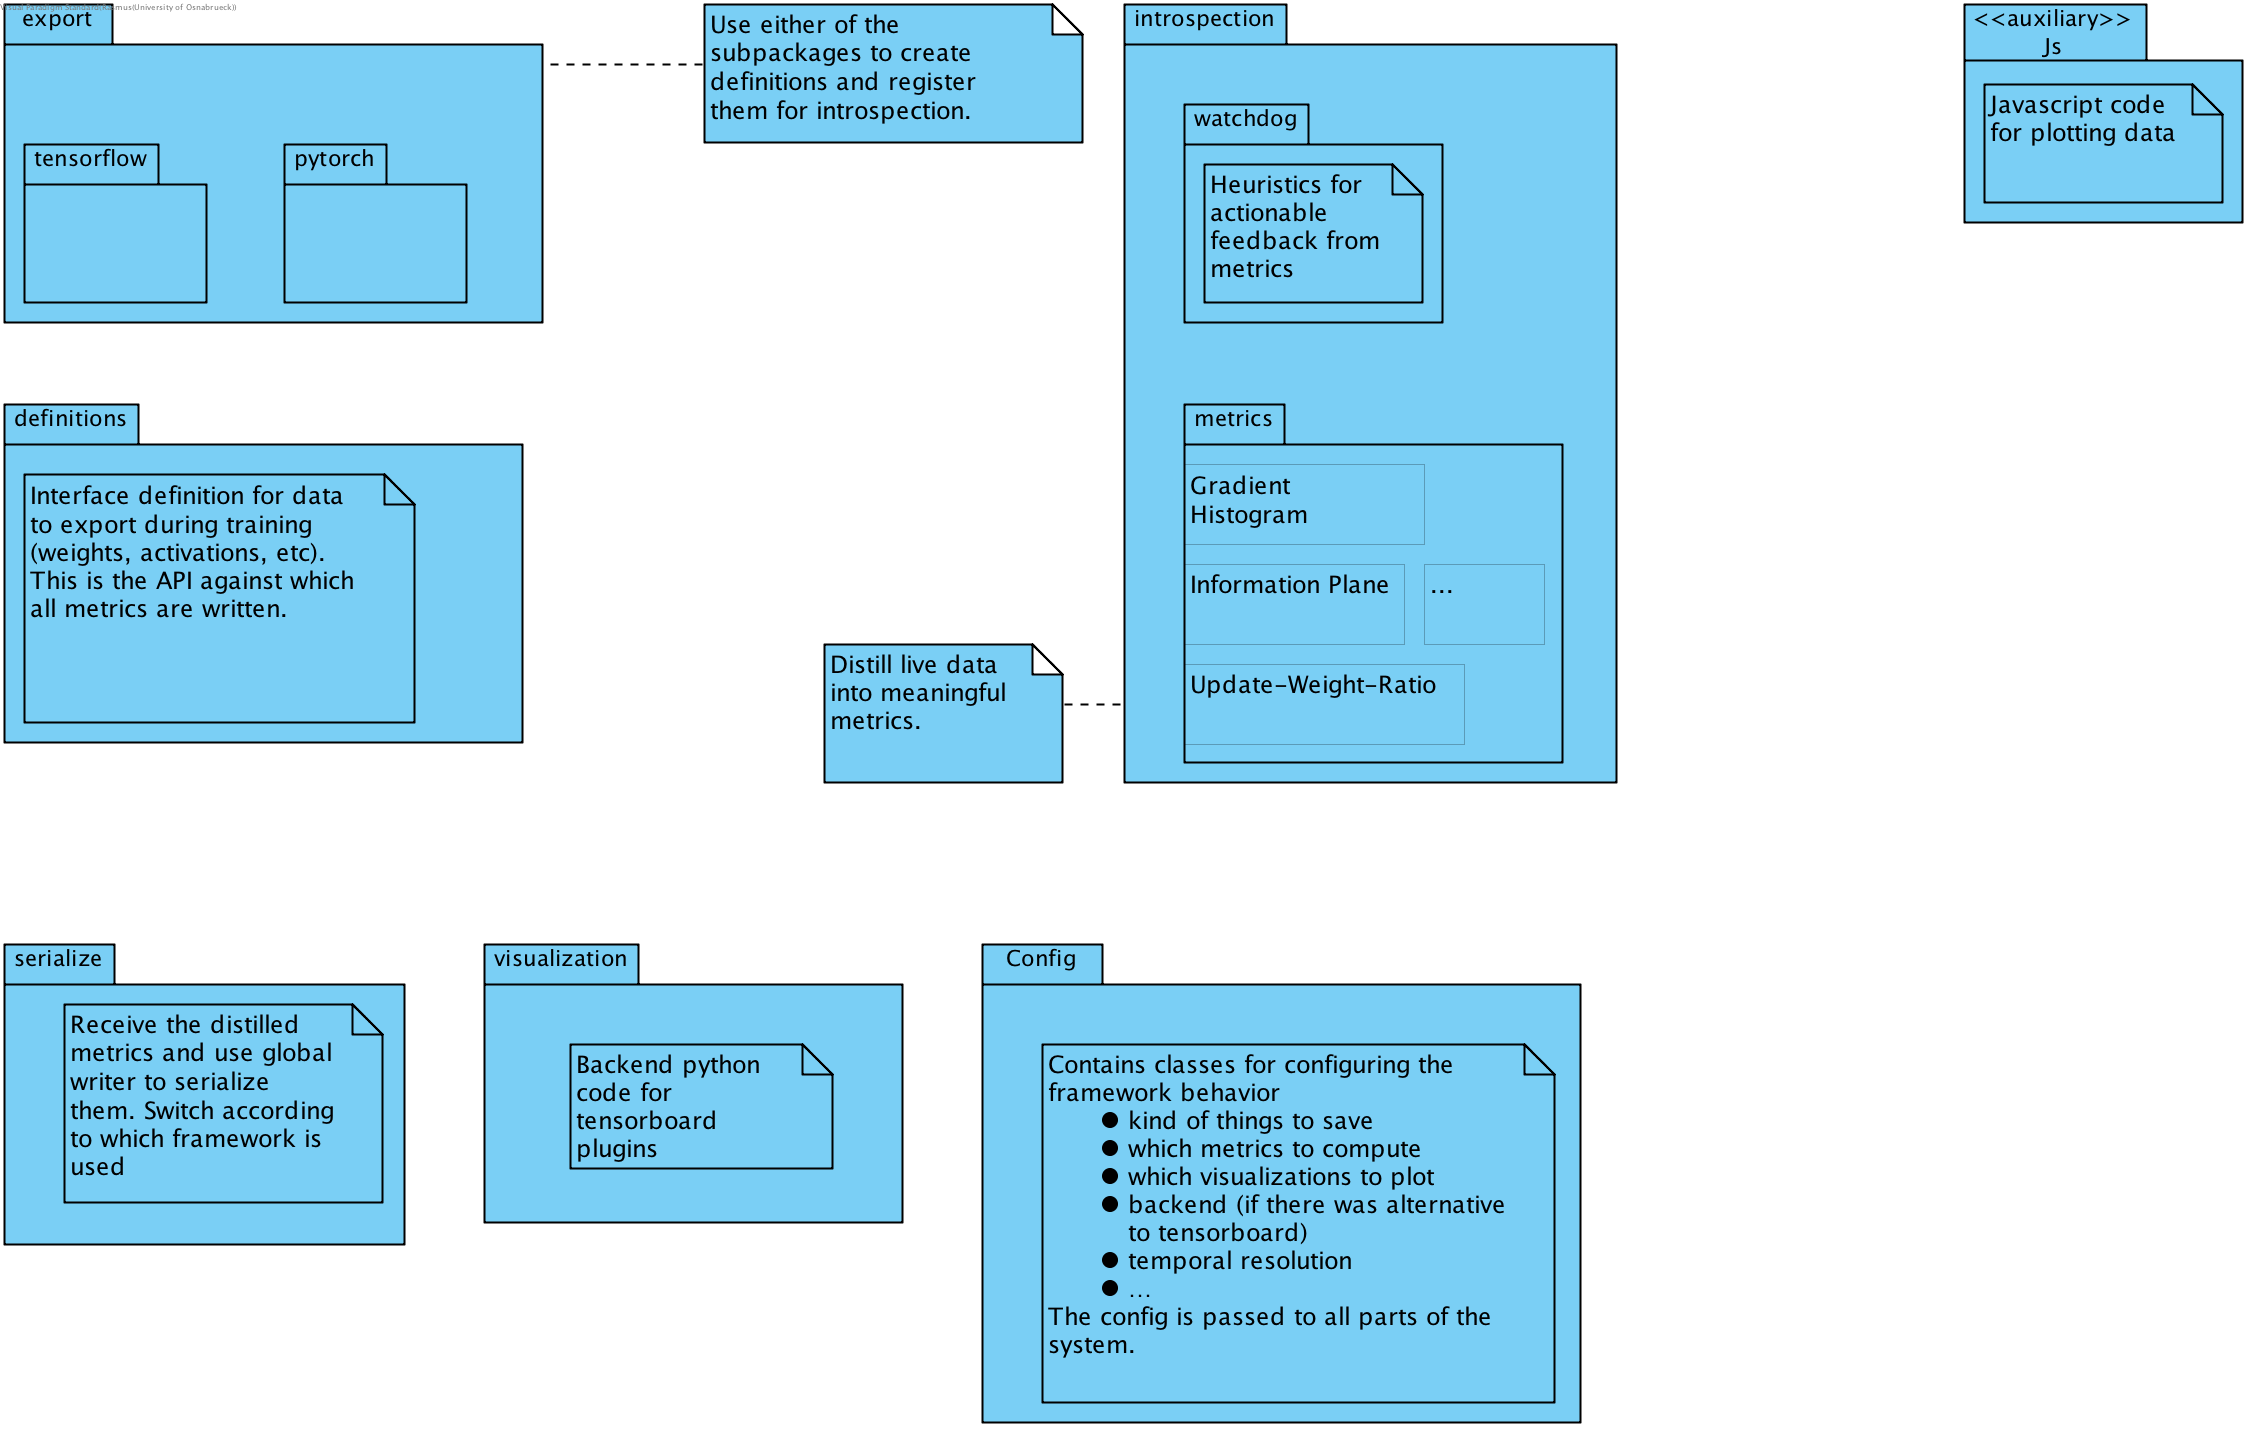 Visual Paradigm Standard(Rasmus(University of Osnabrueck))
export
tensorflow
pytorch
Use either of the
subpackages to create
definitions and register
them for introspection.
introspection
watchdog
Heuristics for
actionable
feedback from
metrics
metrics
Gradient
Histogram
Information Plane
...
Update-Weight-Ratio
<<auxiliary>>
Js
Javascript code
for plotting data
definitions
Interface definition for data
to export during training
(weights, activations, etc).
This is the API against which
all metrics are written.
Distill live data
into meaningful
metrics.
serialize
Receive the distilled
metrics and use global
writer to serialize
them. Switch according
to which framework is
used
visualization
Backend python
code for
tensorboard
plugins
Config
Contains classes for configuring the
framework behavior
● kind of things to save
● which metrics to compute
● which visualizations to plot
● backend (if there was alternative
to tensorboard)
● temporal resolution
● ...
The config is passed to all parts of the
system.